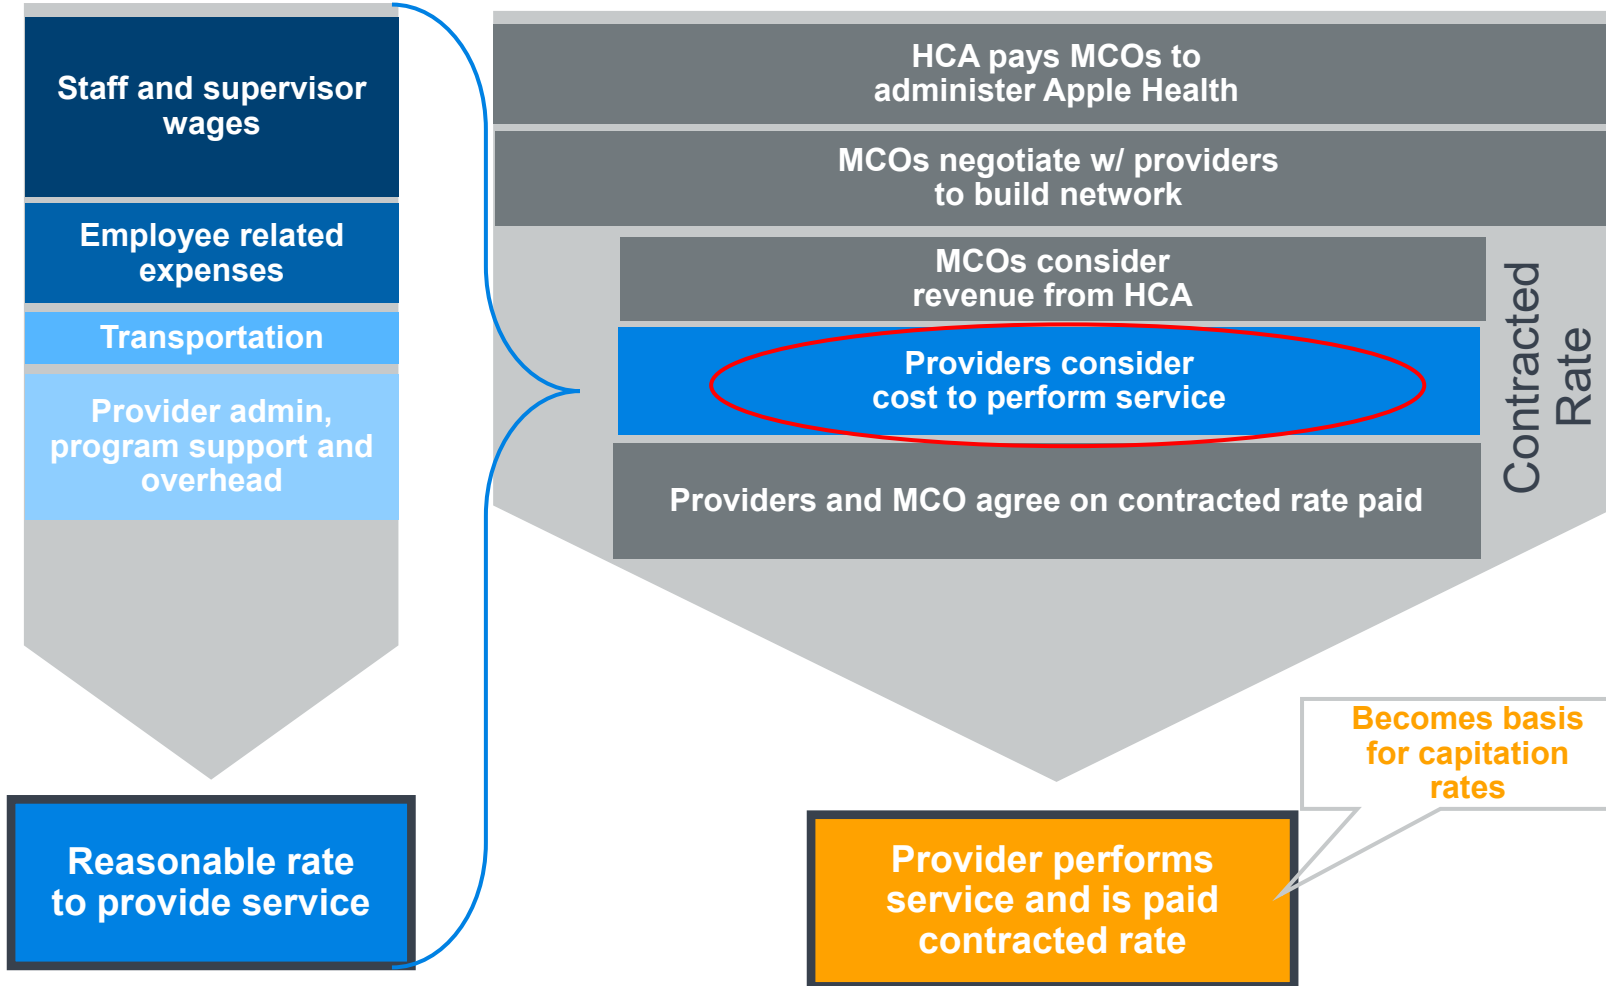 Staff and supervisor
wages
Employee related
expenses
Transportation
Provider admin,
program support and
overhead
Reasonable rate
to provide service
HCA pays MCOs to
administer Apple Health
MCOs negotiate w/ providers
to build network
MCOs consider
revenue from HCA
Providers consider
cost to perform service
Providers and MCO agree on contracted rate paid
Contracted
Rate
Becomes basis
for capitation
rates
Provider performs
service and is paid
contracted rate